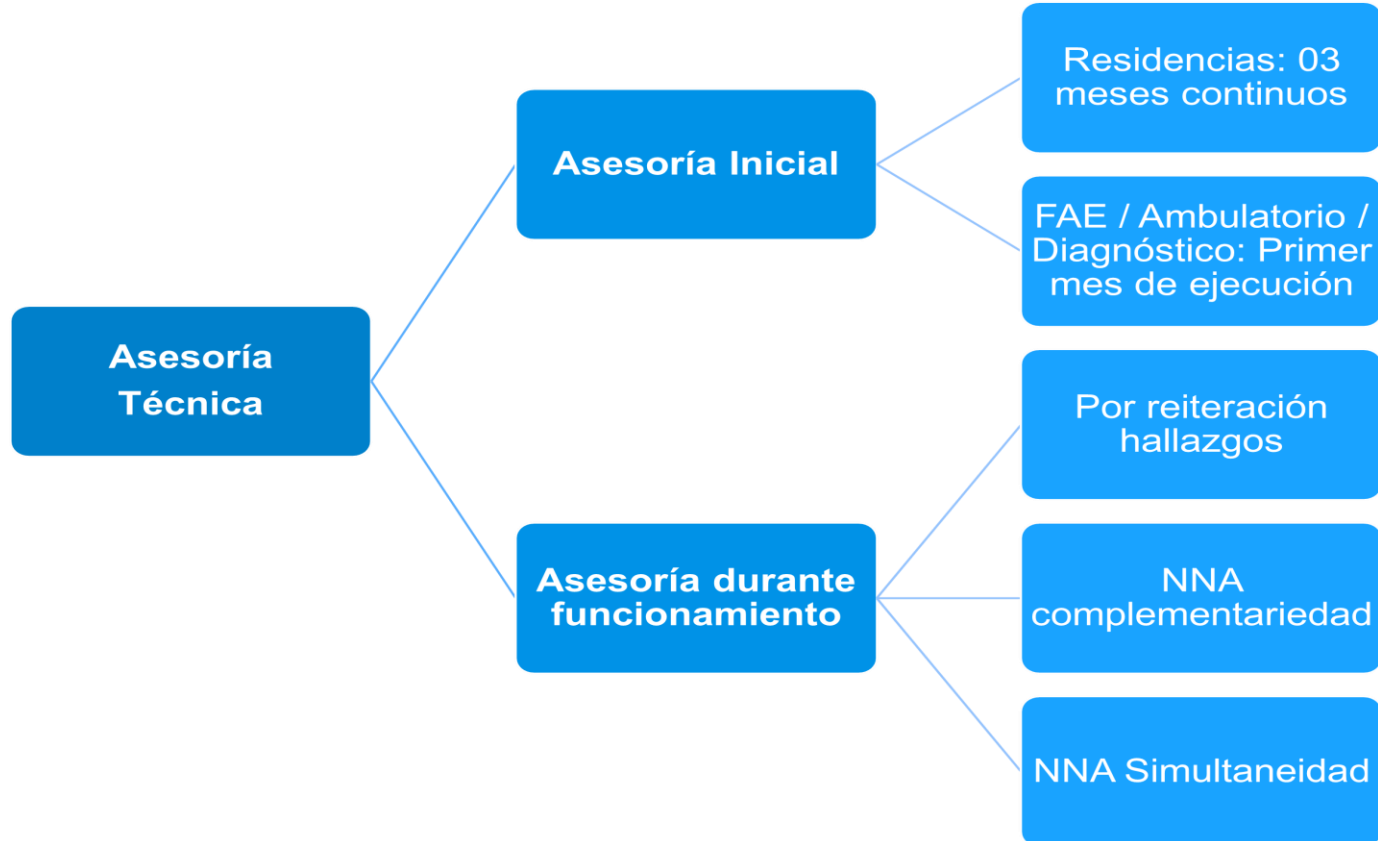 Asesoría
Técnica
Asesoría Inicial
Residencias: 03
meses continuos
FAE / Ambulatorio /
Diagnóstico: Primer
mes de ejecución
Asesoría durante
funcionamiento
Por reiteración
hallazgos
NNA
complementariedad
NNA Simultaneidad